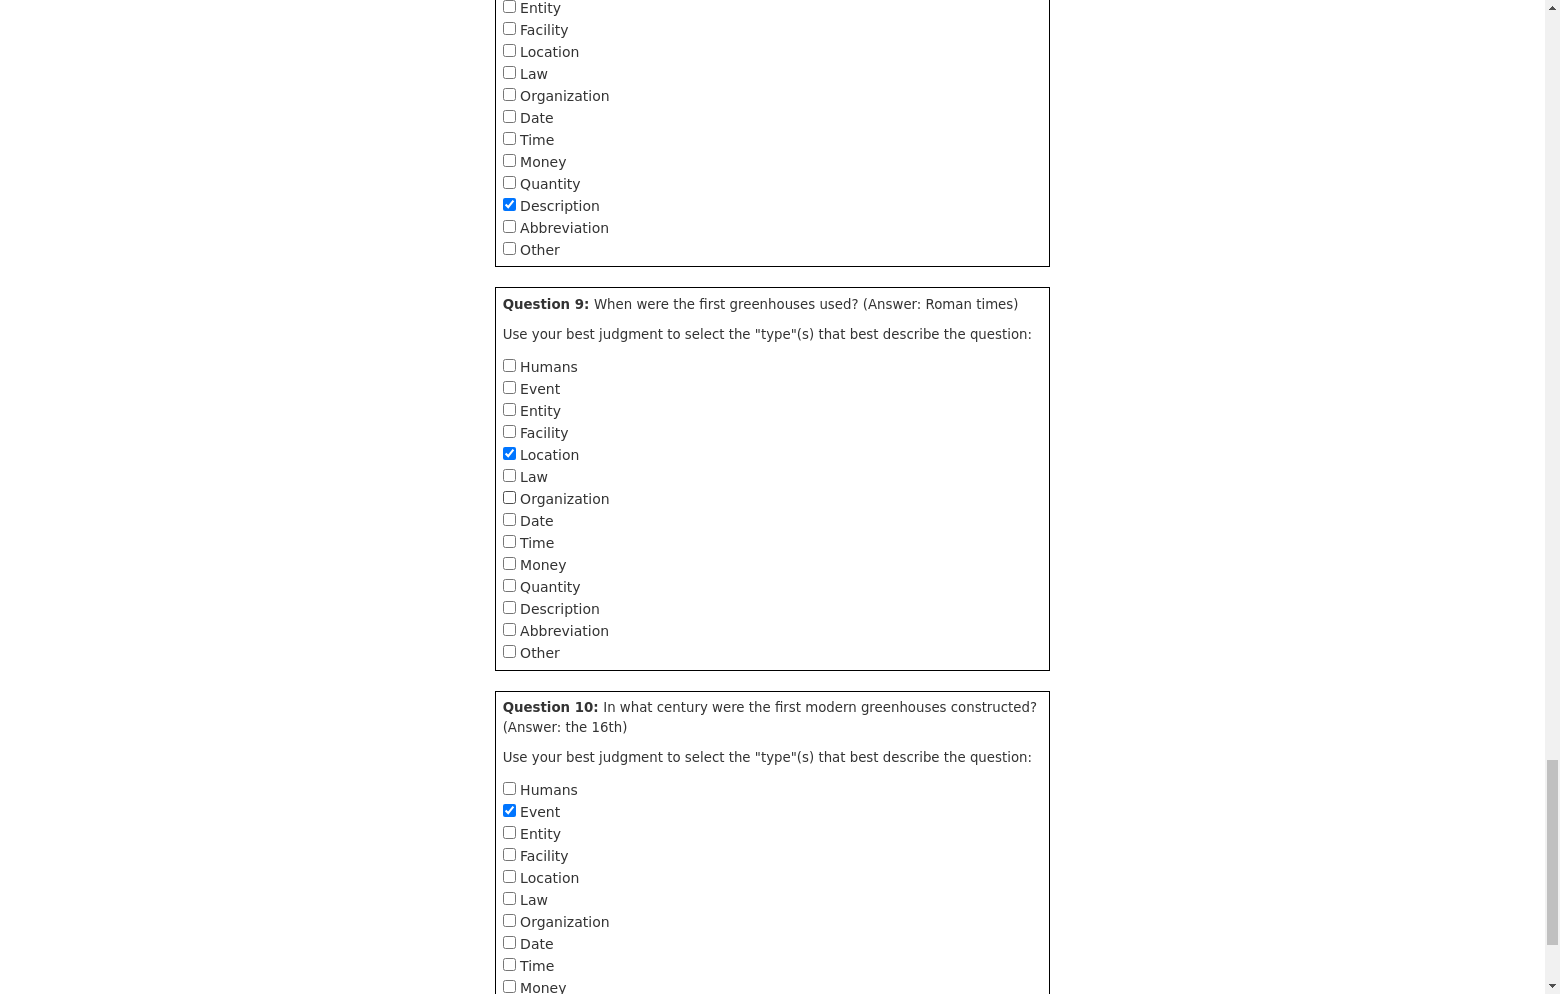 Entity
Facility
Location
Law
Organization
Date
Time
Money
Quantity
Description
Abbreviation
Other
Question 9: When were the first greenhouses used? (Answer: Roman times)
Use your best judgment to select the "type"(s) that best describe the question:
Humans
Event
Entity
Facility
Location
Law
Organization
Date
Time
Money
Quantity
Description
Abbreviation
Other
Question 10: In what century were the first modern greenhouses constructed?
(Answer: the 16th)
Use your best judgment to select the "type"(s) that best describe the question:
Humans
Event
Entity
Facility
Location
Law
Organization
Date
Time
Money